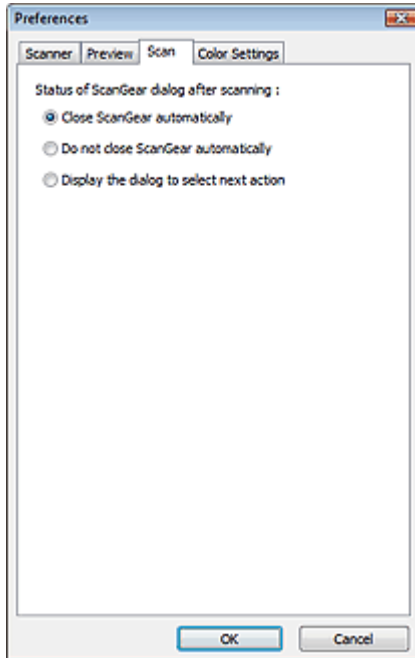 Preferences
Scanner Preview Scan Color Settings
Status of ScanGear dialog after scanning :
Close ScanGear automatically
Do not close ScanGear automatically
Display the dialog to select next action
OK Cancel